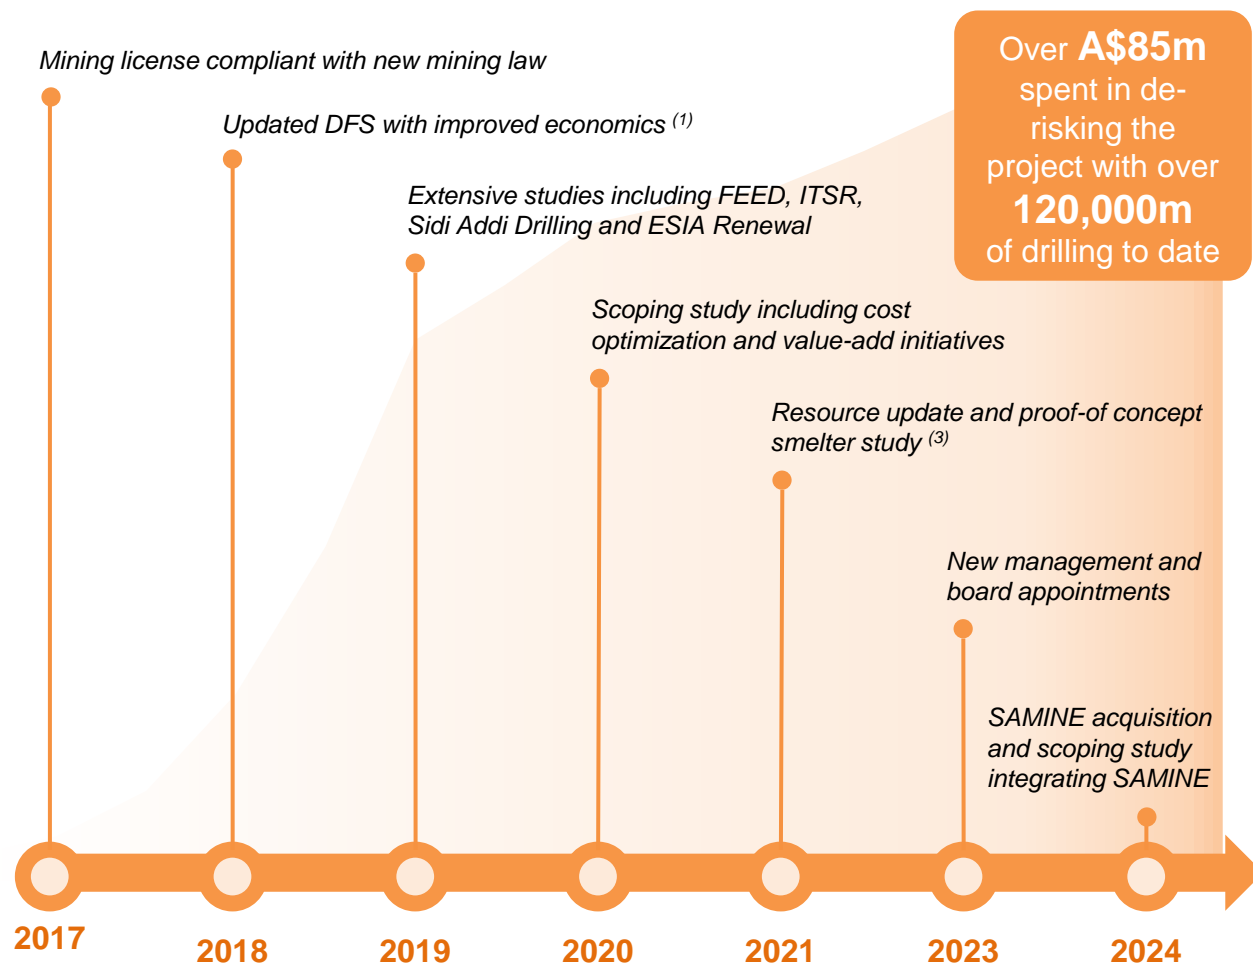 Mining license compliant with new mining law
Updated DFS with improved economics (1)
Extensive studies including FEED, ITSR,
Sidi Addi Drilling and ESIA Renewal
Scoping study including cost
optimization and value-add initiatives
Resource update and proof-of concept
smelter study (3)
New management and
board appointments
SAMINE acquisition
and scoping study
integrating SAMINE
Over A$85m
spent in de-
risking the
project with over
120,000m
of drilling to date
2017
2018
2019
2020
2021
2023
2024